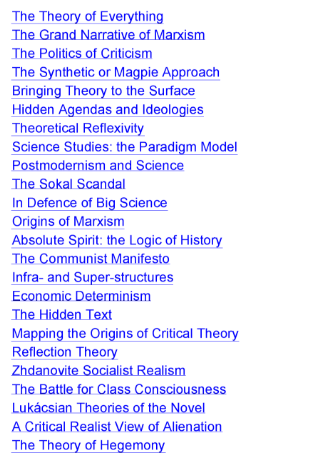 The Theory of Everything
The Grand Narrative of Marxism
The Politics of Criticism
The Synthetic or Magpie Approach
Bringing Theory to the Surface
Hidden Agendas and Ideologies
Theoretical Reflexivity
Science Studies: the Paradigm Model
Postmodernism and Science
The Sokal Scandal
In Defence of Big Science
Origins of Marxism
Absolute Spirit: the Logic of History
The Communist Manifesto
Infra- and Super-structures
Economic Determinism
The Hidden Text
Mapping the Origins of Critical Theory
Reflection Theory
Zhdanovite Socialist Realism
The Battle for Class Consciousness
Lukácsian Theories of the Novel
A Critical Realist View of Alienation
The Theory of Hegemony